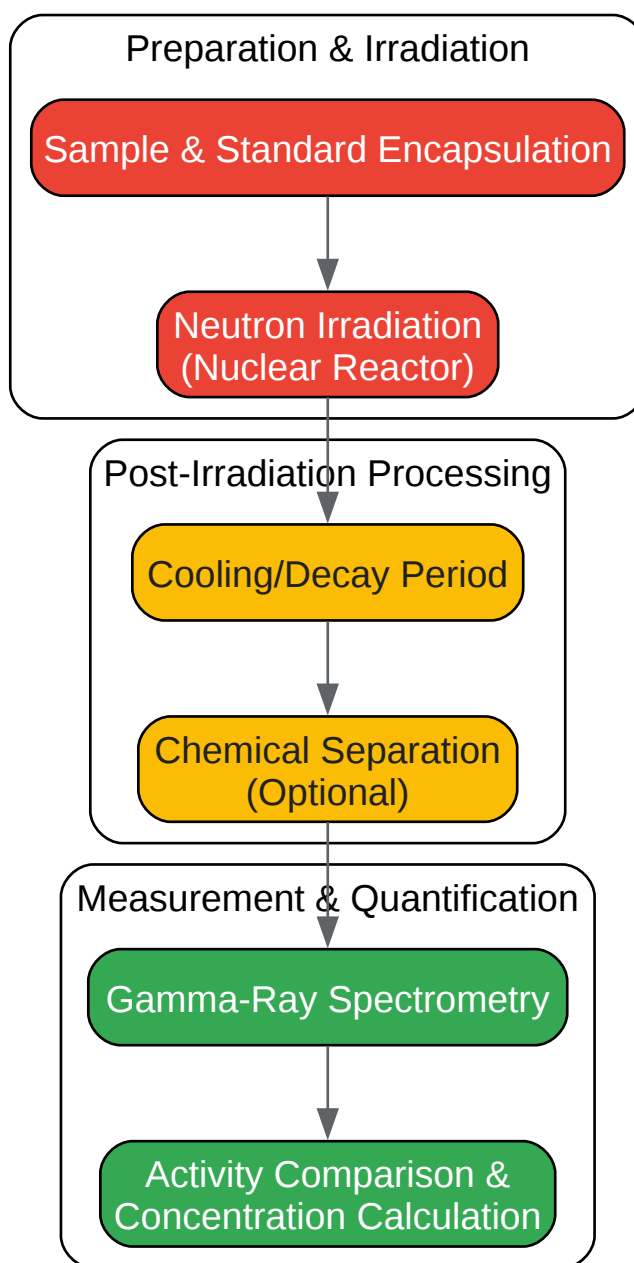 Preparation & Irradiation
Sample & Standard Encapsulation
Neutron Irradiation
(Nuclear Reactor)
Post-Irradiation Processing
Cooling/Decay Period
Chemical Separation
(Optional)
Measurement & Quantification
Gamma-Ray Spectrometry
Activity Comparison &
Concentration Calculation